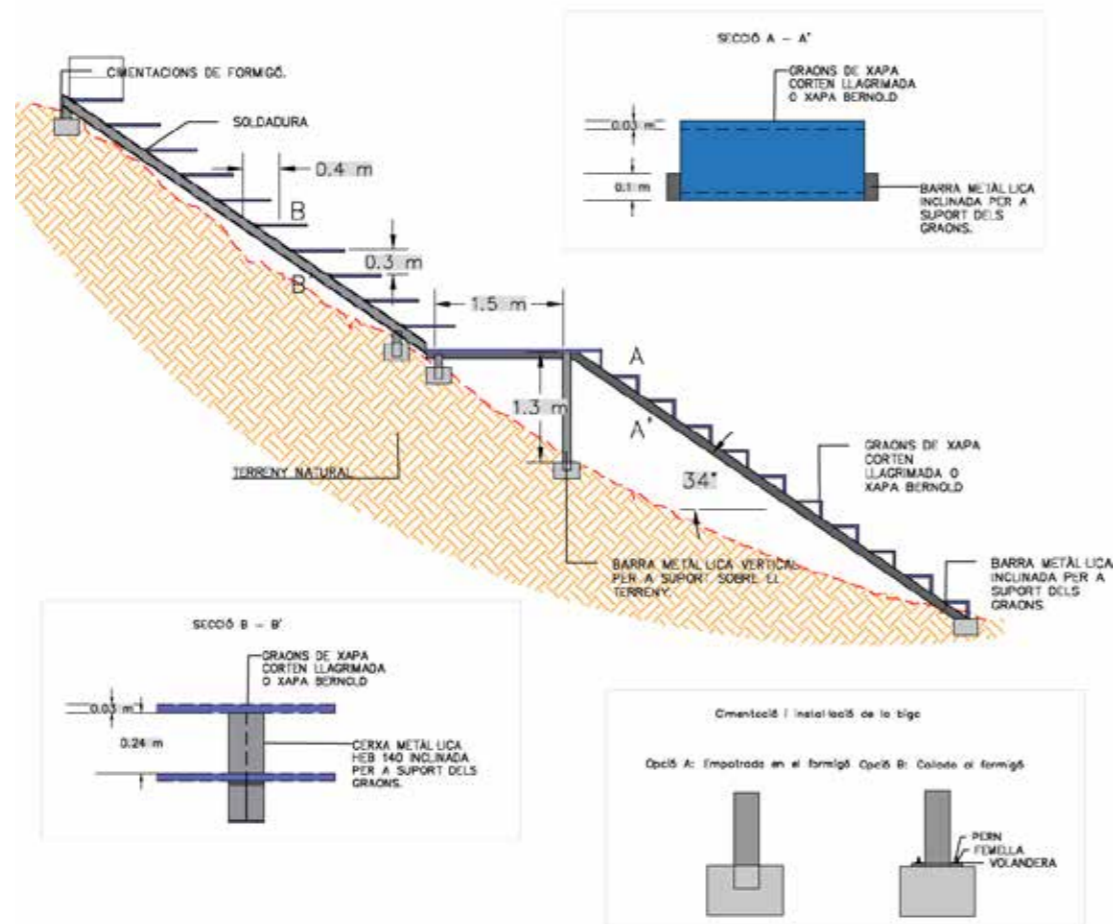 CIMENTACIONS DE FORMIGÓ.
SOLDADURA
0.4 m
B
0.3 m
B'
1.5 m
1.3 m
A
A'
34°
TERRENY NATURAL
GRAONS DE XAPA
CORTEN
LLAGRIMADA O
XAPA BERNOLD
BARRA METÀL·LICA VERTICAL
PER A SUPORT SOBRE EL
TERRENY.
BARRA METÀL·LICA
INCLINADA PER A
SUPORT DELS
GRAONS
SECCIÓ A - A'
GRAONS DE XAPA
CORTEN LLAGRIMADA
O XAPA BERNOLD
0.03 m
0.1 m
BARRA METÀL·LICA
INCLINADA PER A
SUPORT DELS
GRAONS.
SECCIÓ B - B'
GRAONS DE XAPA
CORTEN LLAGRIMADA
O XAPA BERNOLD
0.03 m
0.24 m
CERXA METÀL·LICA
HEB 140 INCLINADA
PER A SUPORT DELS
GRAONS.
Cimentació i instal·lació de la biga
Opció A: Empotrada en el formigó Opció B: Colada al formigó
PERN
FEMELLA
VOLANDERA